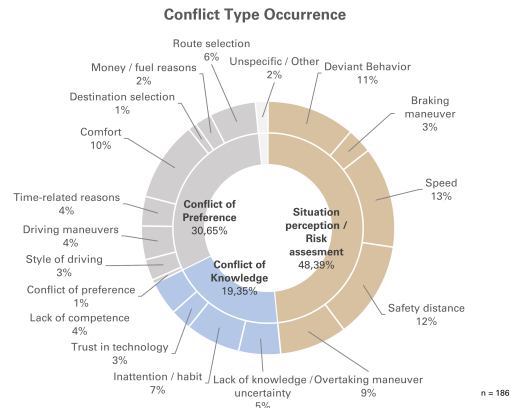 Conflict Type Occurrence
Route selection
6%
Unspecific / Other
2%
Deviant Behavior
11%
Money / fuel reasons
2%
Braking
maneuver
3%
Destination selection
1%
Comfort
10%
Speed
13%
Time-related reasons
4%
Conflict of
Preference
30,65%
Situation
perception /
Risk
assesment
48,39%
Driving maneuvers
4%
Style of driving
3%
Conflict of
Knowledge
19,35%
Conflict of preference
1%
Safety distance
12%
Lack of competence
4%
Trust in technology
3%
Inattention / habit
7%
Lack of knowledge /
uncertainty
5%
Overtaking maneuver
9%
n = 186